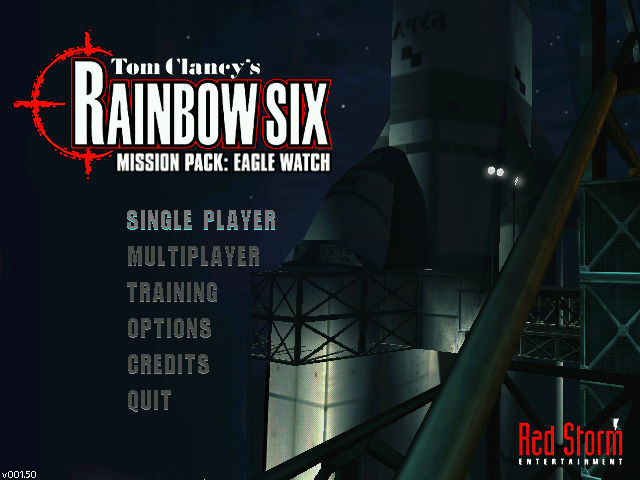 БУРА
Tom Clancy's
RAINBOW SIX
MISSION PACK: EAGLE WATCH
SINGLE PLAYER
MULTIPLAYER
TRAINING
OPTIONS
CREDITS
QUIT
Red Storm
ENTERTAINMENT
v001.50